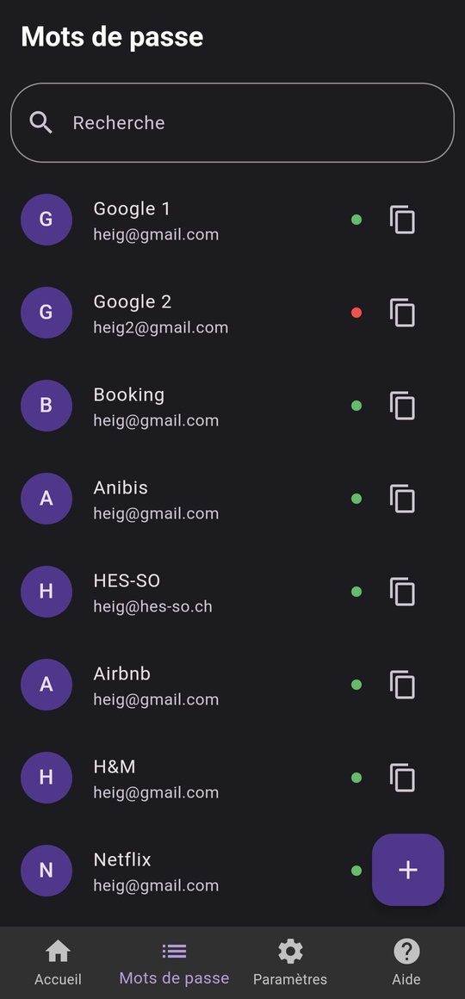 Mots de passe
Recherche
G
Google 1
heig@gmail.com
G
Google 2
heig2@gmail.com
B
Booking
heig@gmail.com
A
Anibis
heig@gmail.com
H
HES-SO
heig@hes-so.ch
A
Airbnb
heig@gmail.com
H
H&M
heig@gmail.com
N
Netflix
heig@gmail.com
+
Accueil
Mots de passe
Paramètres
?
Aide